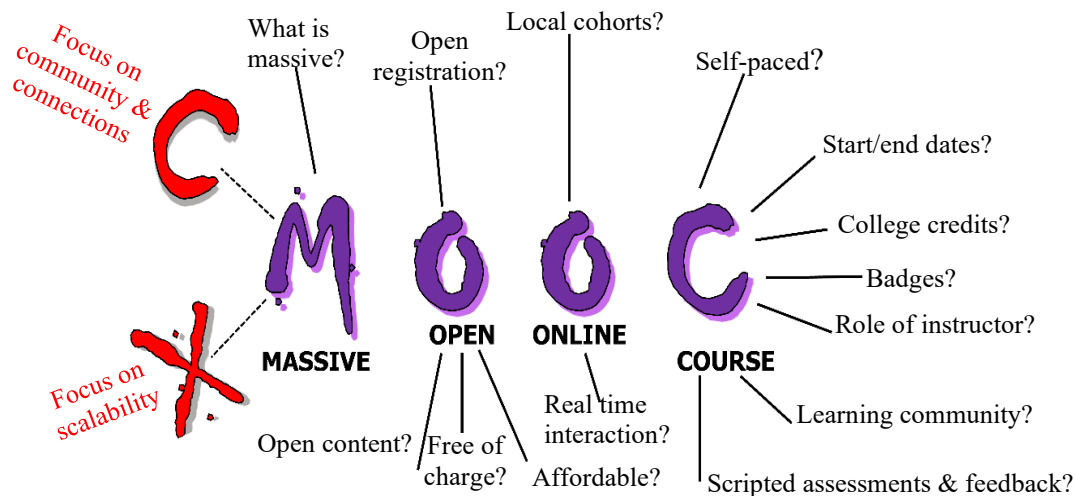 Focus on
community &
connections
What is
massive?
Open
registration?
Local cohorts?
Self-paced?
Start/end dates?
College credits?
Badges?
Role of instructor?
C
X
M
O
O
C
MASSIVE
OPEN
ONLINE
COURSE
Focus on
scalability
Open content?
Free of
charge?
Affordable?
Real time
interaction?
Learning community?
Scripted assessments & feedback?